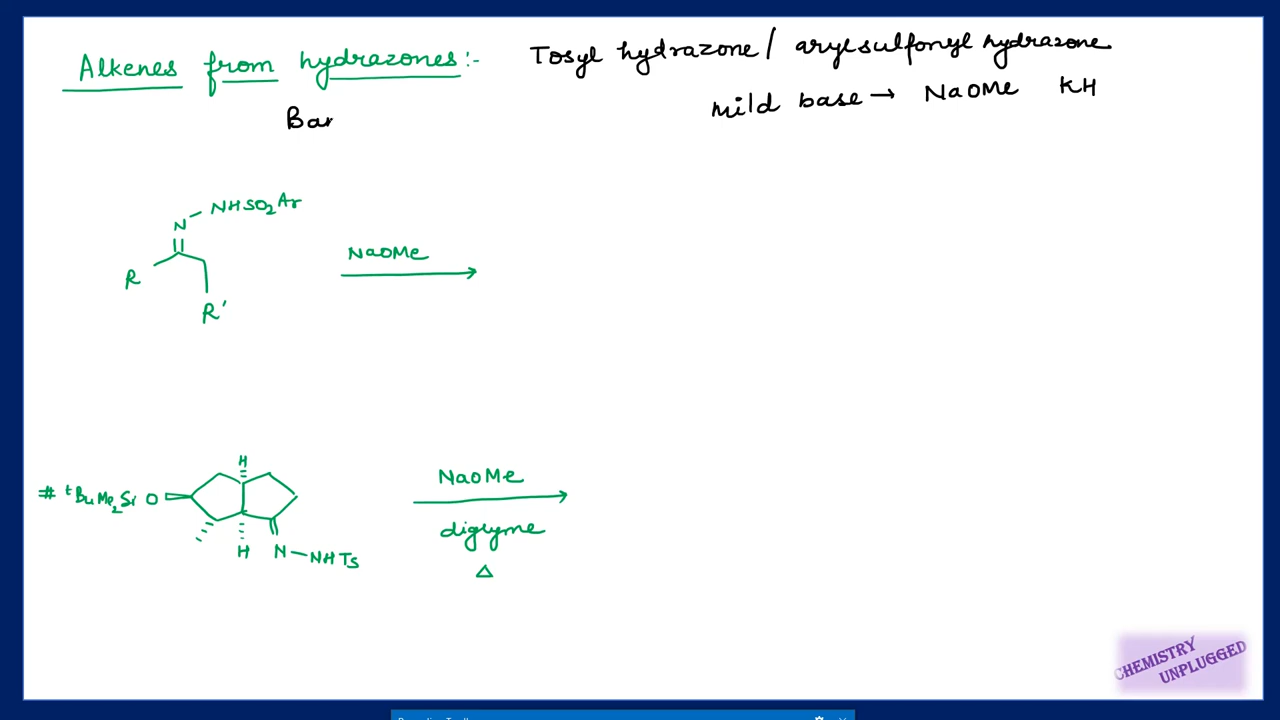 Alkenes from hydrazones:-
Tosyl hydrazone/ arylsulfonyl hydrazone
mild base → NaOMe KH
Bar
N - NHSO2Ar
R
R'
NaOMe
# tBuMe2SiO
H
H
N-NHTs
NaOMe
diglyme
Δ
CHEMISTRY
UNPLUGGED